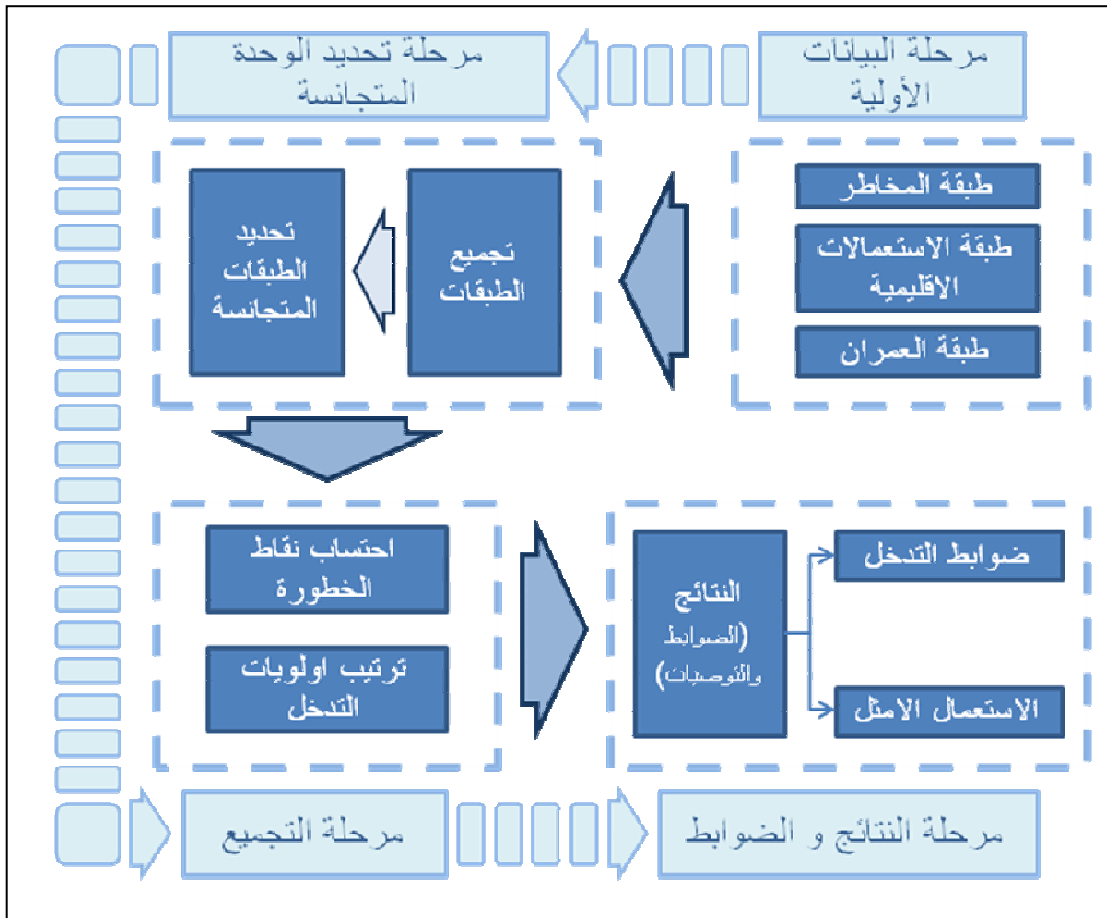 مرحلة البيانات
الأولية
مرحلة تحديد الوحدة
المتجانسة
طبقة المخاطر
طبقة الاستعمالات
الاقليمية
طبقة العمران
تجميع
الطبقات
تحديد
الطبقات
المتجانسة
احتساب نقاط
الخطورة
ترتيب اولويات
التدخل
النتائج
(الضوابط
والتوصيات)
ضوابط التدخل
الاستعمال الامثل
مرحلة التجميع
مرحلة النتائج و الضوابط